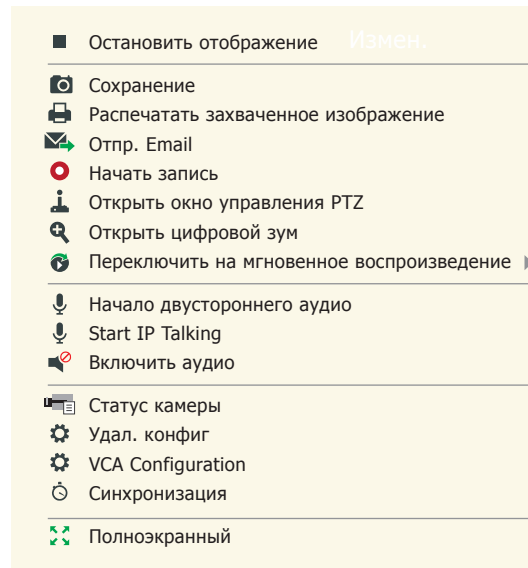 Остановить отображение Измен.
Сохранение
Распечатать захваченное изображение
Отпр. Email
Начать запись
Открыть окно управления PTZ
Открыть цифровой зум
Переключить на мгновенное воспроизведение
Начало двустороннего аудио
Start IP Talking
Включить аудио
Статус камеры
Удал. конфиг
VCA Configuration
Синхронизация
Полноэкранный